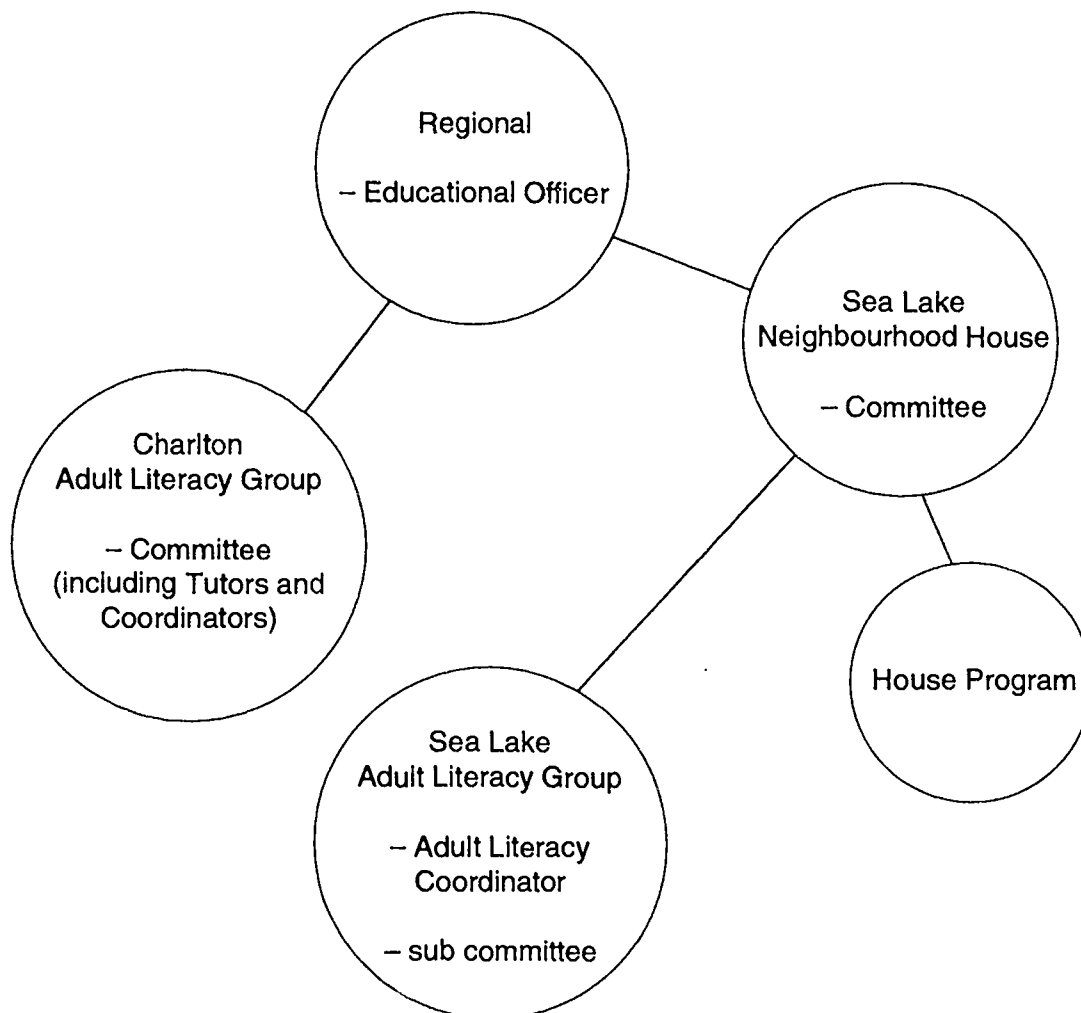 Regional
– Educational Officer
Sea Lake
Neighbourhood House
– Committee
Charlton
Adult Literacy Group
– Committee
(including Tutors and
Coordinators)
House Program
Sea Lake
Adult Literacy Group
– Adult Literacy
Coordinator
– sub committee